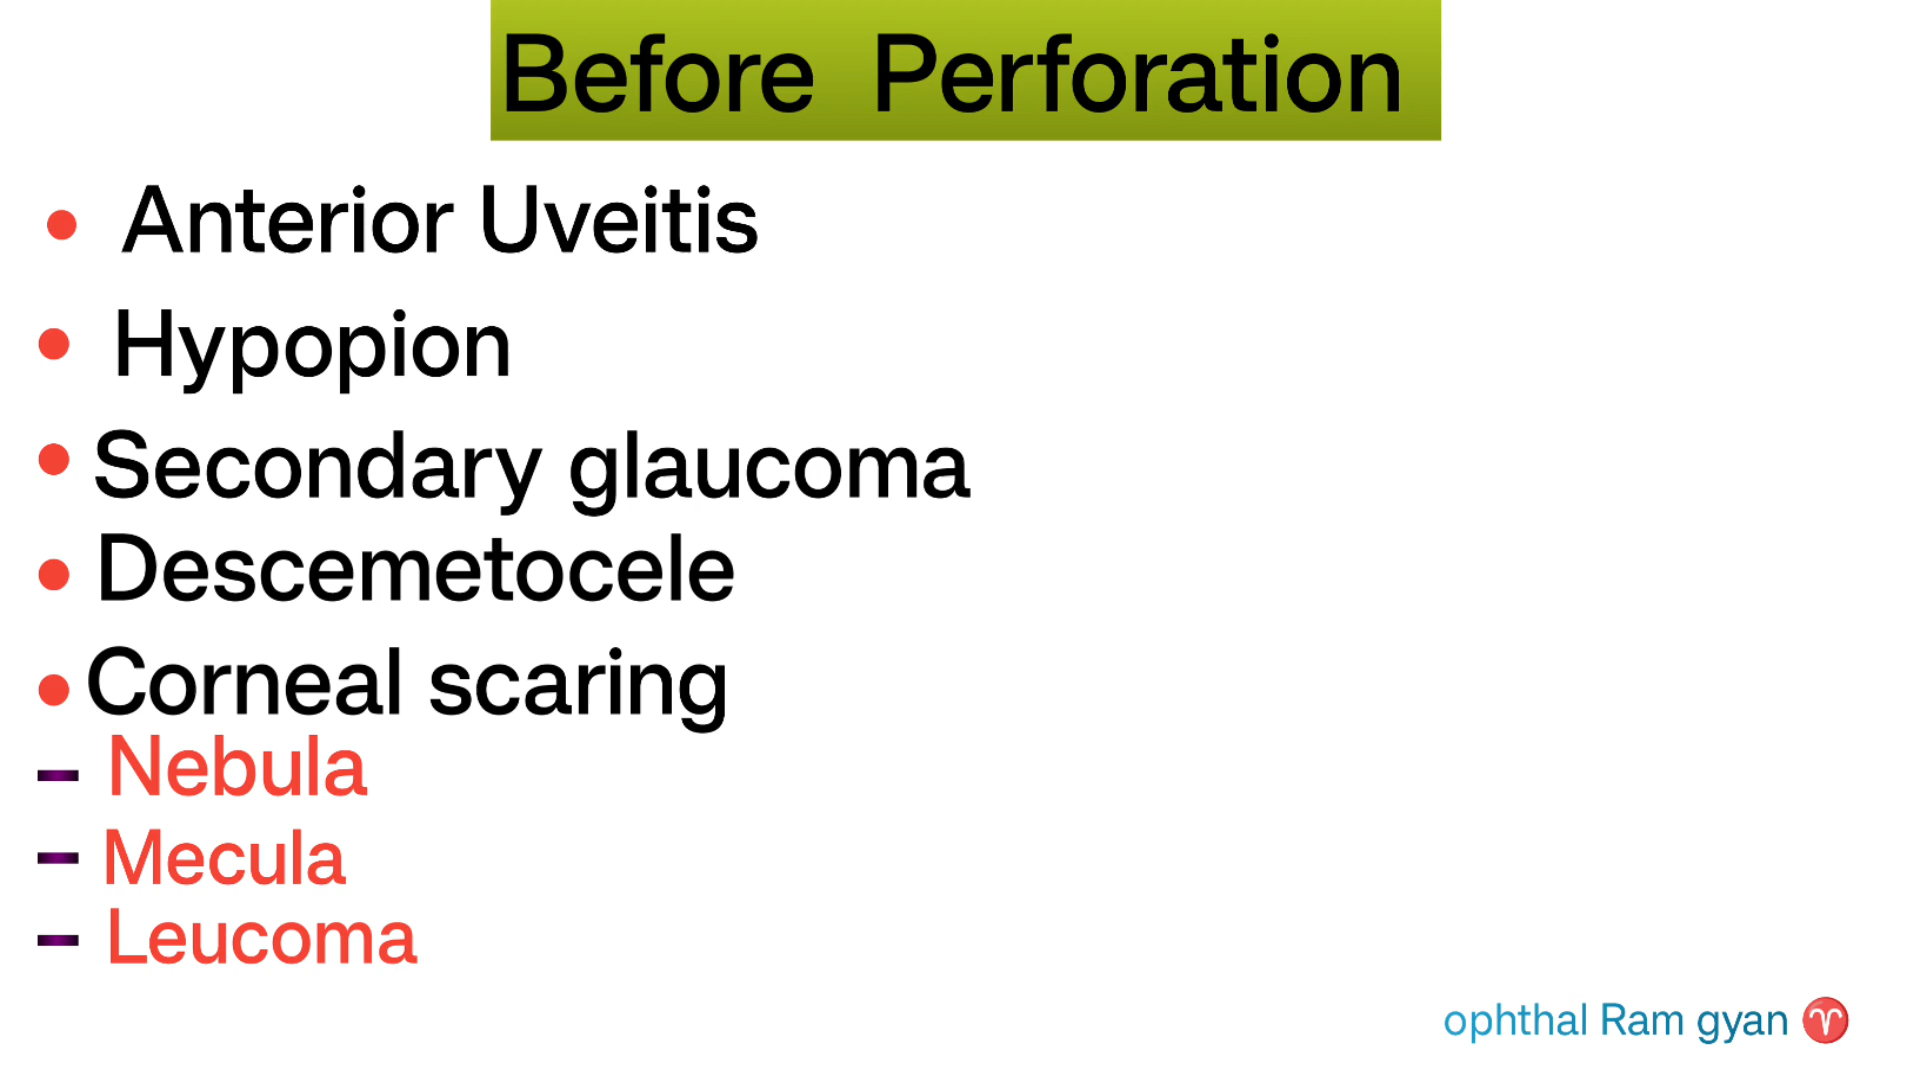 Before Perforation
• Anterior Uveitis
• Hypopion
• Secondary glaucoma
• Descemetocele
• Corneal scaring
- Nebula
- Mecula
- Leucoma
ophthal Ram gyan ♈